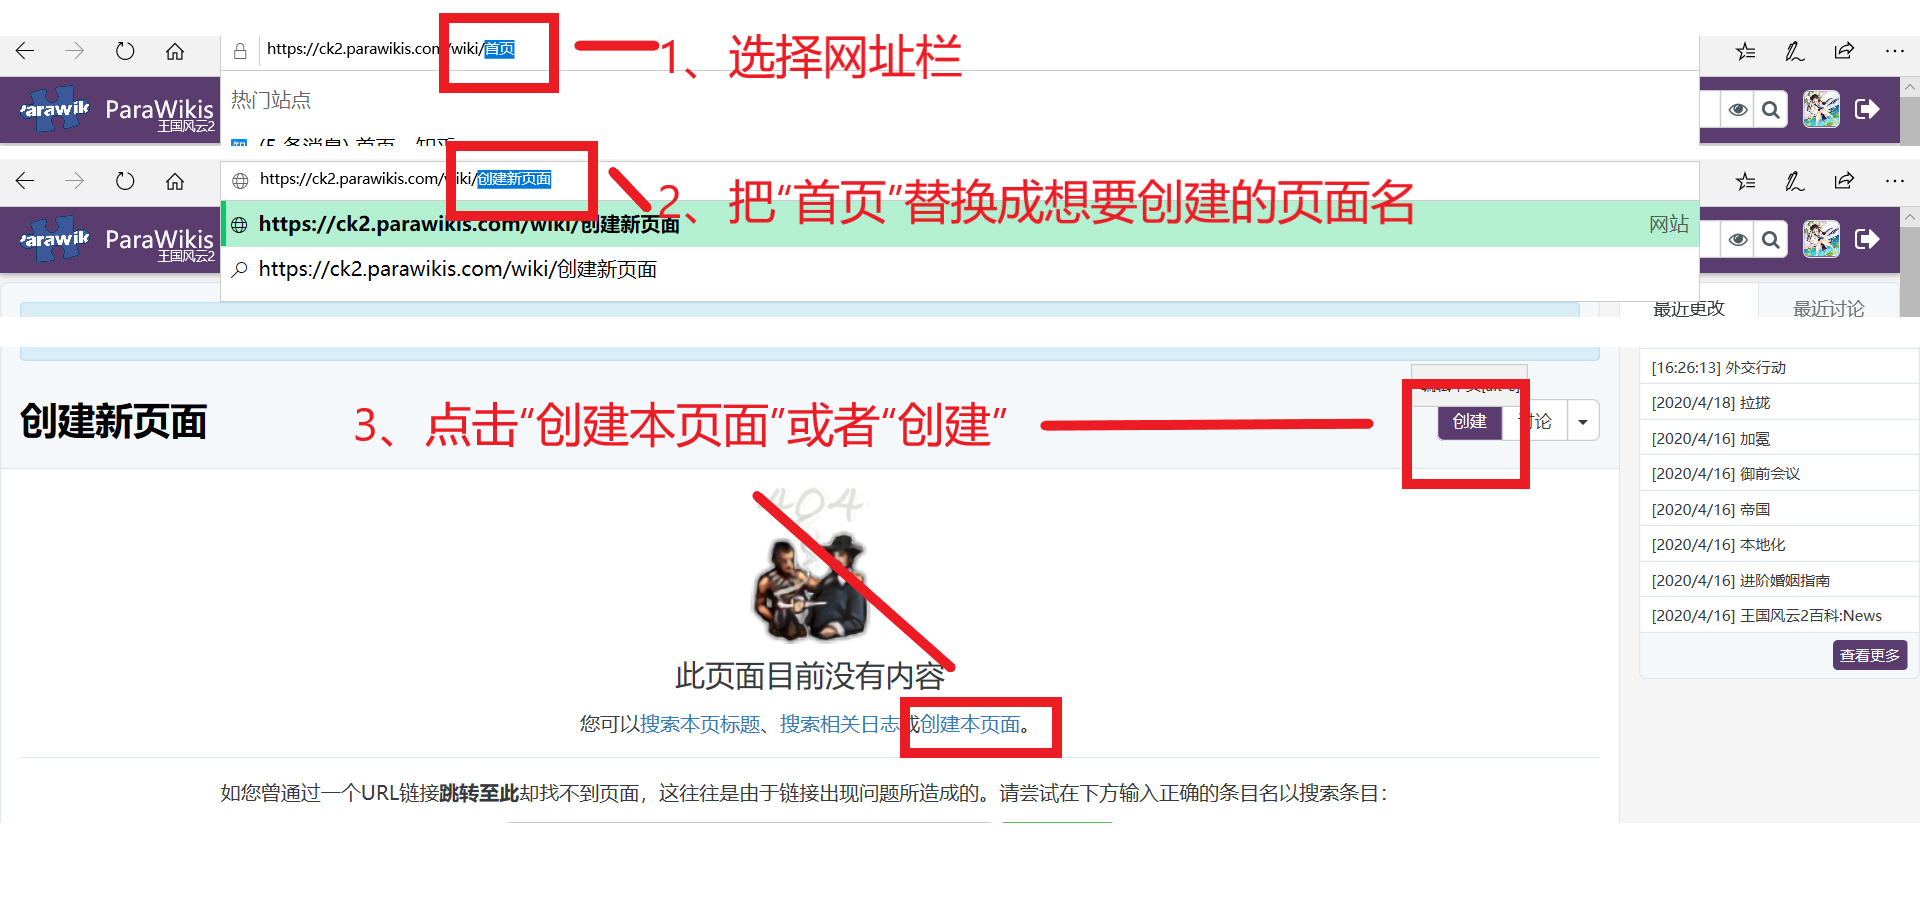 https://ck2.parawikis.com/wiki/首页
1、选择网址栏
arawik
ParaWikis
王国风云2
热门站点
(5 条消息) 首页 - 知乎
https://ck2.parawikis.com/wiki/创建新页面
2、把“首页”替换成想要创建的页面名
https://ck2.parawikis.com/wiki/创建新页面
网站
arawik
ParaWikis
王国风云2
https://ck2.parawikis.com/wiki/创建新页面
最近更改
最近讨论
创建新页面
3、点击“创建本页面”或者“创建”
创建
讨论
404
此页面目前没有内容
您可以搜索本页标题、搜索相关日志或创建本页面。
如您曾通过一个URL链接跳转至此却找不到页面，这往往是由于链接出现问题所造成的。请尝试在下方输入正确的条目名以搜索条目：
[16:26:13] 外交行动
[2020/4/18] 拉拢
[2020/4/16] 加冕
[2020/4/16] 御前会议
[2020/4/16] 帝国
[2020/4/16] 本地化
[2020/4/16] 进阶婚姻指南
[2020/4/16] 王国风云2百科:News
查看更多